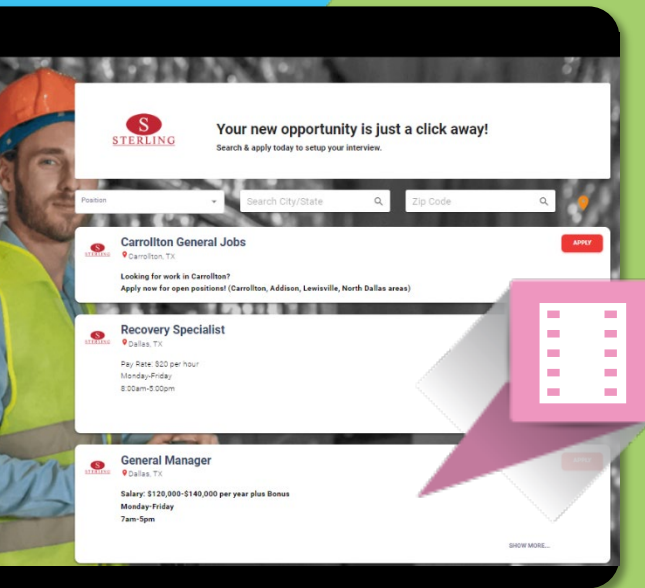 S
STERLING
Your new opportunity is just a click away!
Search & apply today to setup your interview.
Position
Search City/State
Zip Code
S
STERLING
Carrollton General Jobs
Carrollton, TX
APPLY
Looking for work in Carrollton?
Apply now for open positions! (Carrollton, Addison, Lewisville, North Dallas areas)
S
STERLING
Recovery Specialist
Dallas, TX
Pay Rate: $20 per hour
Monday-Friday
8:00am-5:00pm
S
STERLING
General Manager
Dallas, TX
APPLY
Salary: $120,000-$140,000 per year plus Bonus
Monday-Friday
7am-5pm
SHOW MORE...